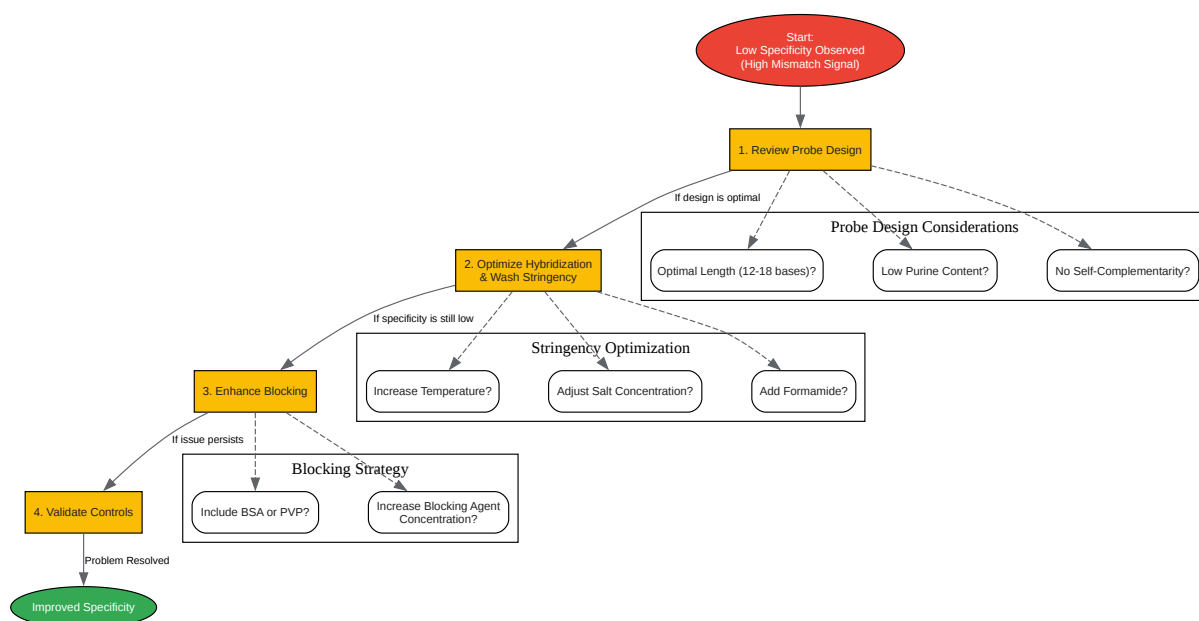 Start:
Low Specificity Observed
(High Mismatch Signal)
1. Review Probe Design
If design is optimal
Probe Design Considerations
Optimal Length (12-18 bases)?
Low Purine Content?
No Self-Complementarity?
2. Optimize Hybridization
& Wash Stringency
If specificity is still low
Stringency Optimization
Increase Temperature?
Adjust Salt Concentration?
Add Formamide?
3. Enhance Blocking
If issue persists
Blocking Strategy
Include BSA or PVP?
Increase Blocking Agent
Concentration?
4. Validate Controls
Problem Resolved
Improved Specificity